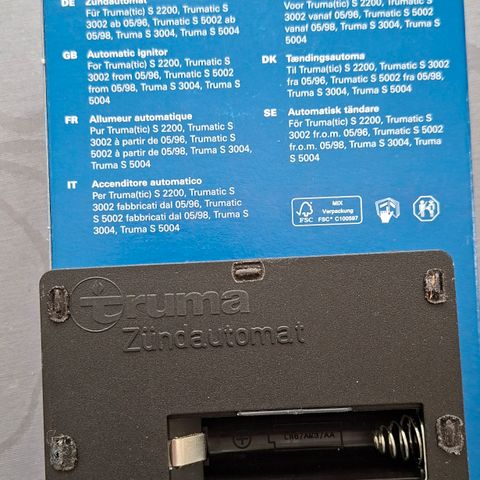 DE Zündautomat
Für Truma(tic) S 2200, Trumatic S
3002 ab 05/96, Trumatic S 5002 ab
05/98, Truma S 3004, Truma S
5004
GB Automatic ignitor
For Truma(tic) S 2200, Trumatic S
3002 from 05/96, Trumatic S 5002
from 05/98, Truma S 3004, Truma
S 5004
FR Allumeur automatique
Pur Truma(tic) S 2200, Trumatic S
3002 à partir de 05/96, Trumatic
S 5002 à partir de 05/98, Truma S
3004, Truma S 5004
IT Accenditore automatico
Per Truma(tic) S 2200, Trumatic S
3002 fabbricati dal 05/96, Trumatic
S 5002 fabbricati dal 05/98, Truma
S 3004, Truma S 5004
Voor Truma(tic) S 2200, Trumatic S
3002 vanaf 05/96, Trumatic S 5002
vanaf 05/98, Truma S 3004, Truma
S 5004
DK Tændingsautoma
Til Truma(tic) S 2200, Trumatic S 3002
fra 05/96, Trumatic S 5002 fra
05/98, Truma S 3004, Truma S
5004
SE Automatisk tändare
För Truma(tic) S 2200, Trumatic S
3002 fr.o.m. 05/96, Trumatic S 5002
fr.o.m. 05/98, Truma S 3004, Truma
S 5004
FSC
MIX
Verpackung
FSC® C100597
truma
Zündautomat
LR6/AM3/AA